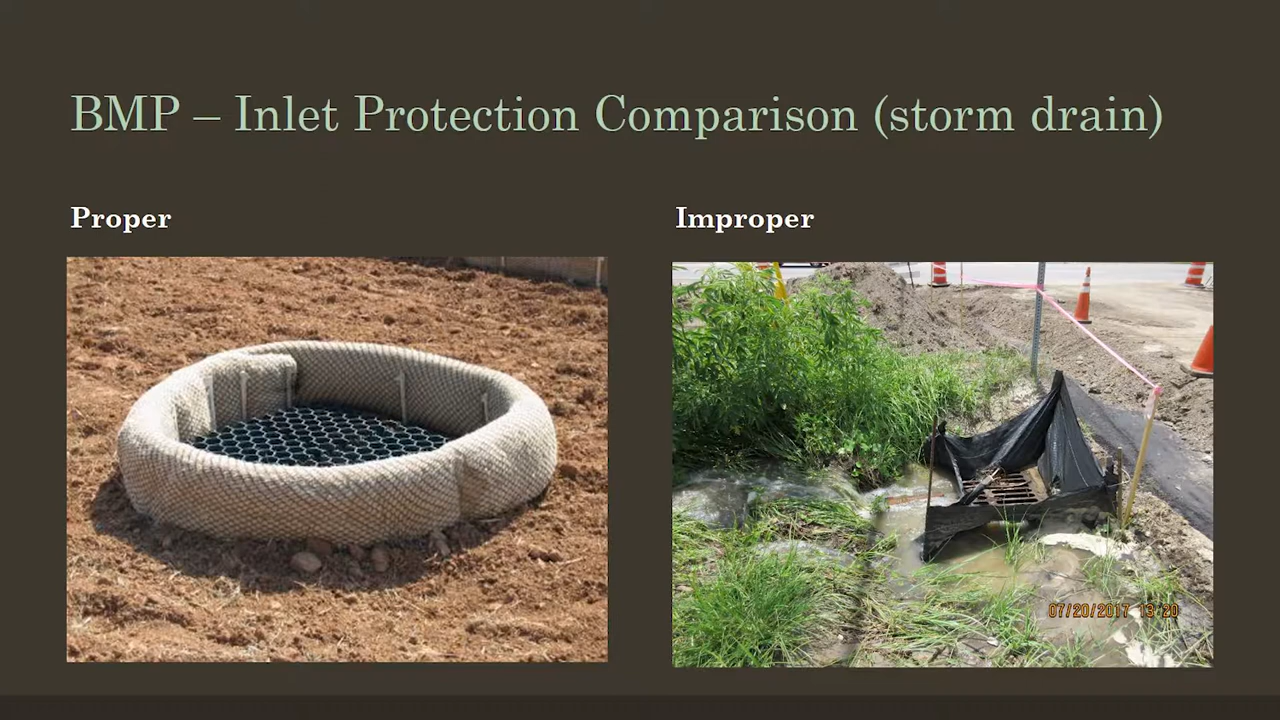 BMP – Inlet Protection Comparison (storm drain)
Proper
Improper
07/20/2017 13:20